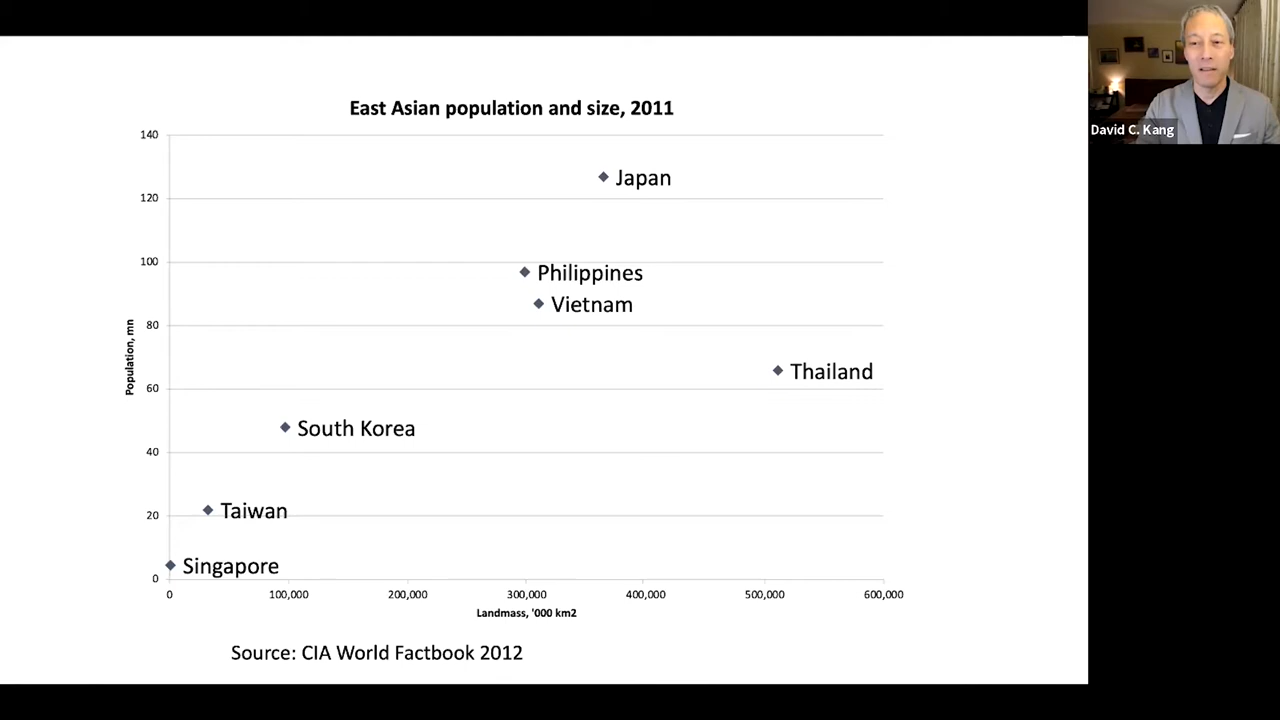 East Asian population and size, 2011
David C. Kang
140
Japan
120
100
Philippines
Vietnam
80
Population, mn
Thailand
60
South Korea
40
Taiwan
20
Singapore
0
0 100,000 200,000 300,000 400,000 500,000 600,000
Landmass, '000 km2
Source: CIA World Factbook 2012